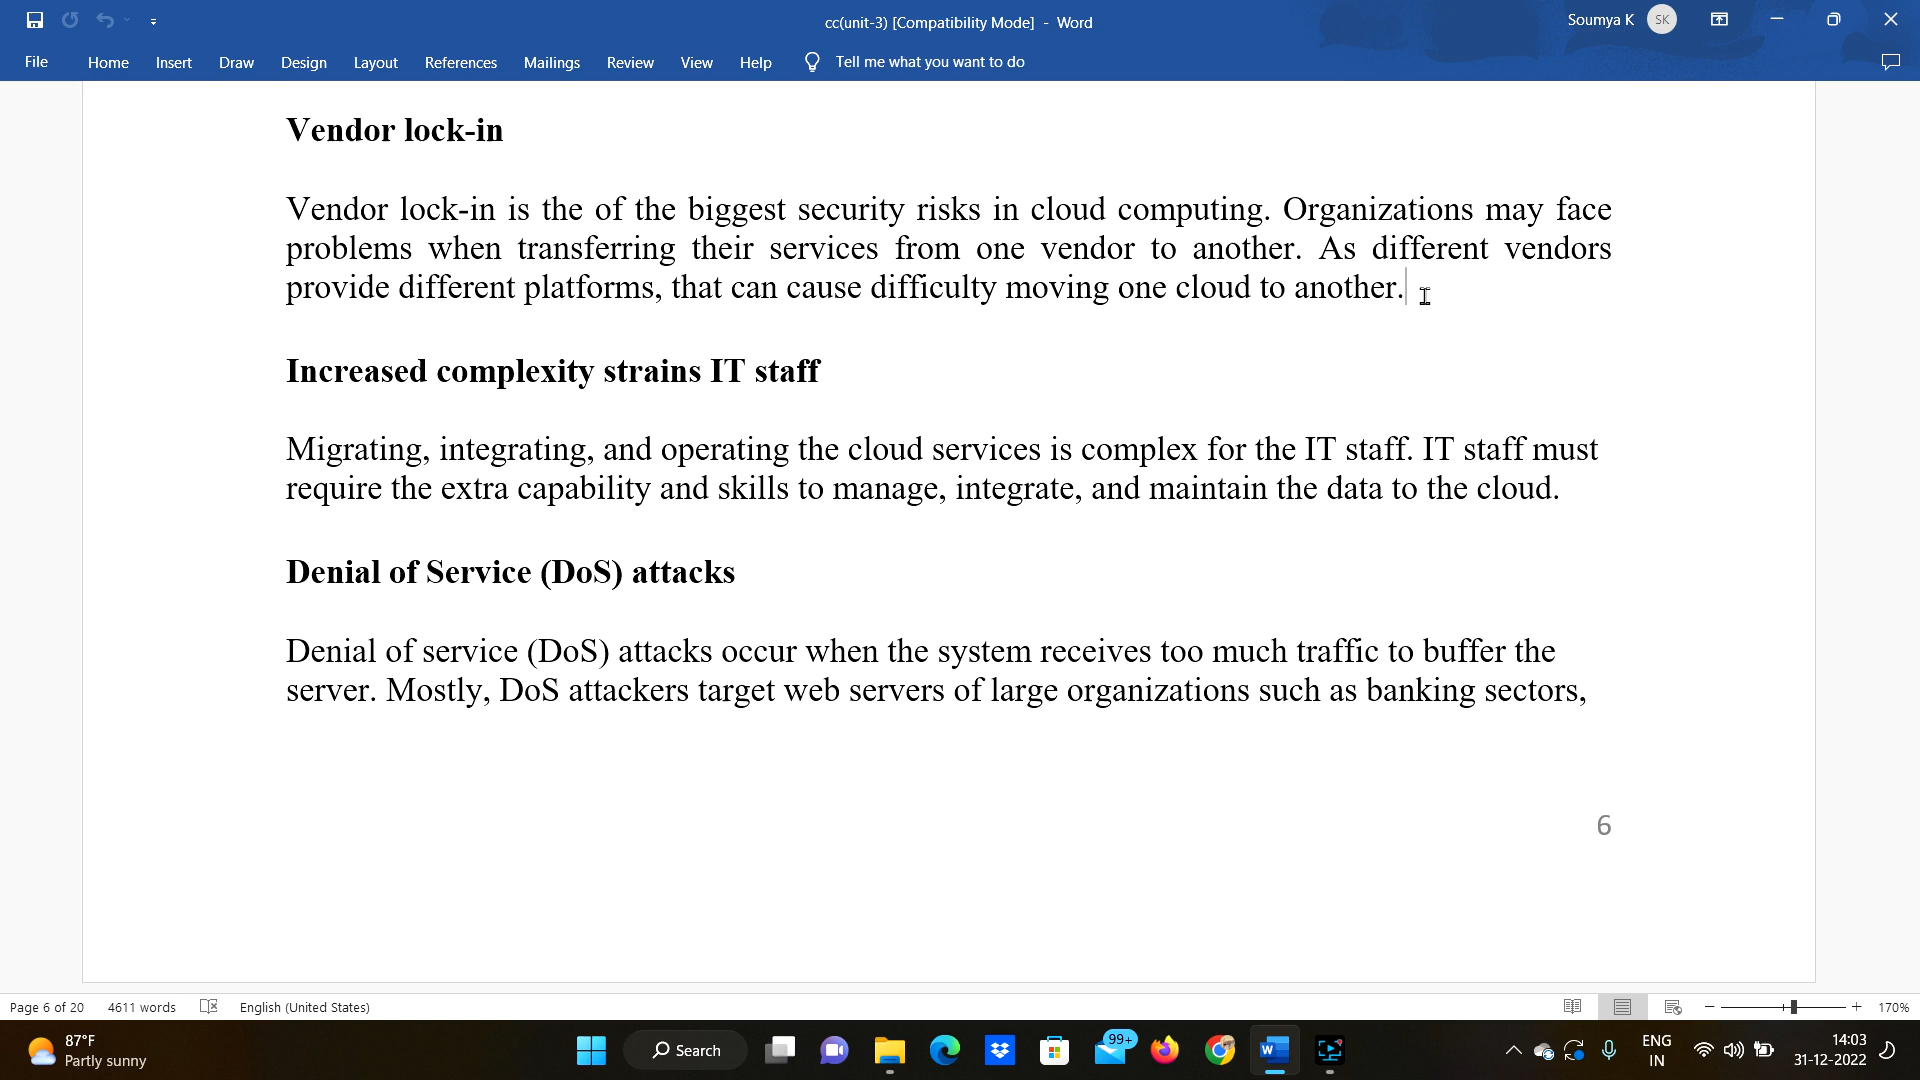 cc(unit-3) [Compatibility Mode] - Word
Soumya K
SK
File
Home
Insert
Draw
Design
Layout
References
Mailings
Review
View
Help
Tell me what you want to do
Vendor lock-in
Vendor lock-in is the of the biggest security risks in cloud computing. Organizations may face
problems when transferring their services from one vendor to another. As different vendors
provide different platforms, that can cause difficulty moving one cloud to another.
Increased complexity strains IT staff
Migrating, integrating, and operating the cloud services is complex for the IT staff. IT staff must
require the extra capability and skills to manage, integrate, and maintain the data to the cloud.
Denial of Service (DoS) attacks
Denial of service (DoS) attacks occur when the system receives too much traffic to buffer the
server. Mostly, DoS attackers target web servers of large organizations such as banking sectors,
6
Page 6 of 20
4611 words
English (United States)
170%
87°F
Partly sunny
Search
99+
W
ENG
IN
14:03
31-12-2022